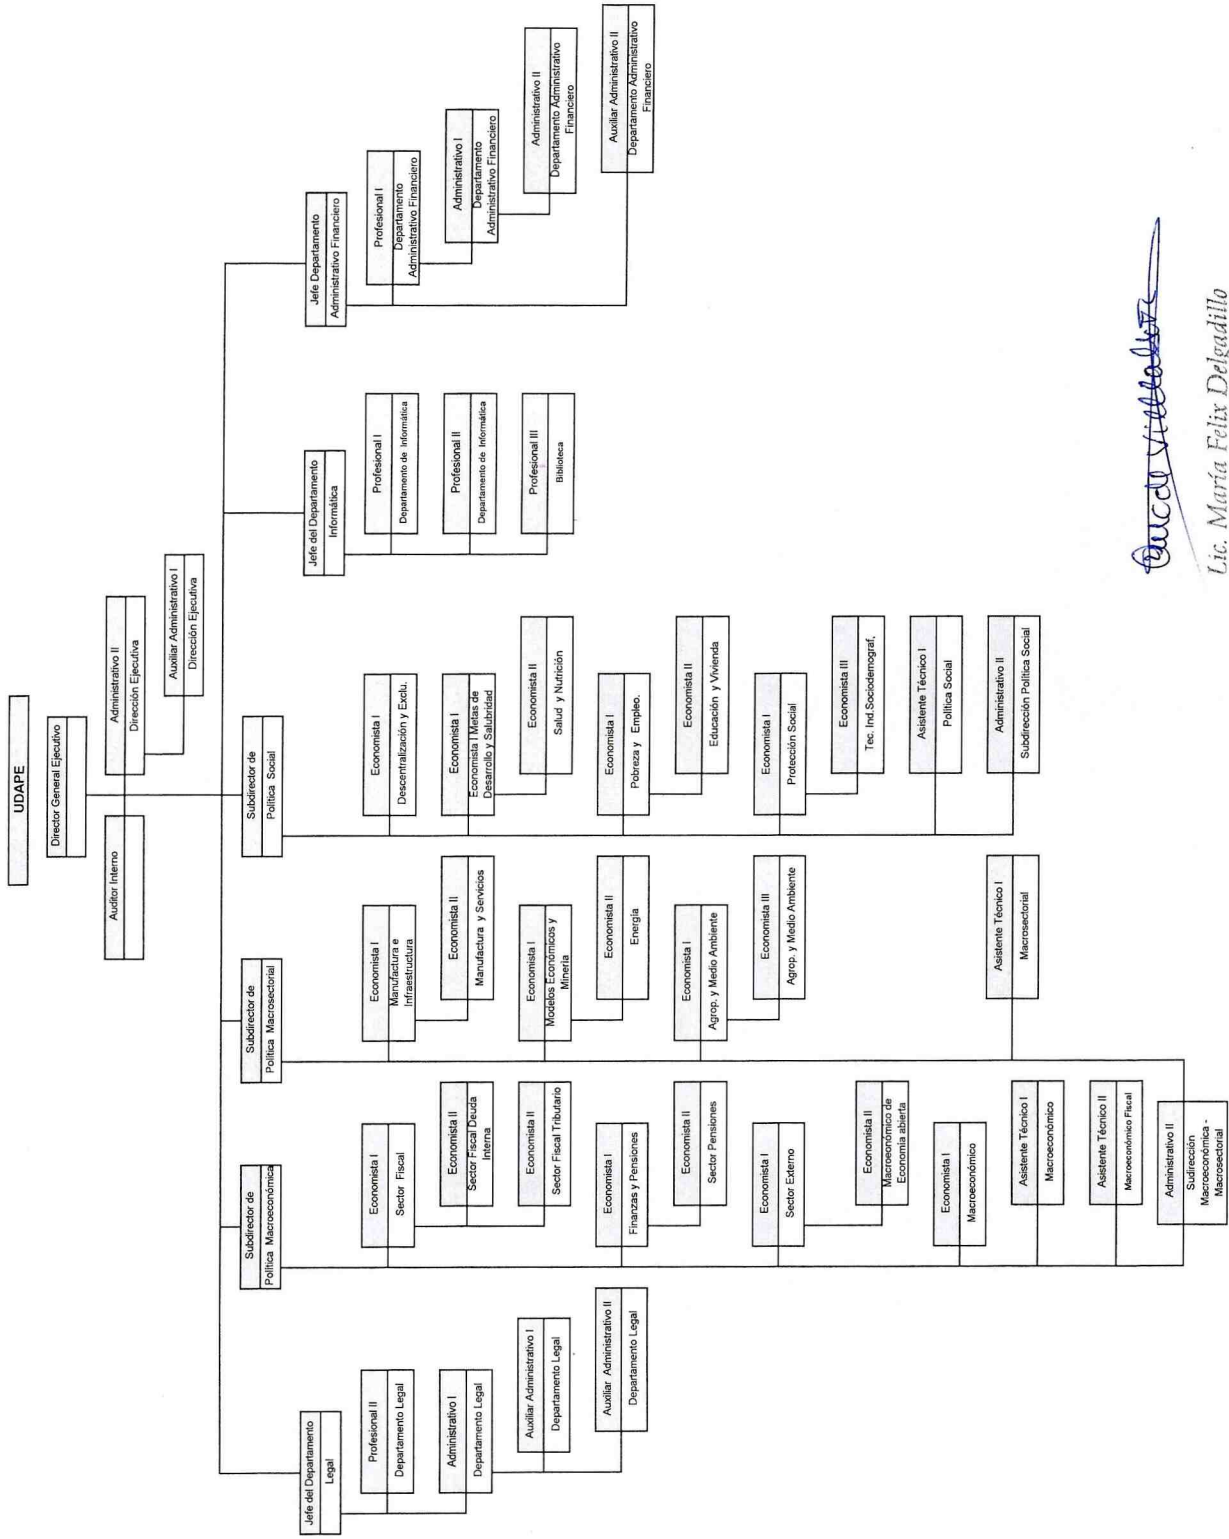 UDAPE
Director General Ejecutivo
Auditor Interno
Administrativo II
Dirección Ejecutiva
Auxiliar Administrativo I
Dirección Ejecutiva
Jefe del Departamento
Legal
Profesional II
Departamento Legal
Administrativo I
Departamento Legal
Auxiliar Administrativo I
Departamento Legal
Auxiliar Administrativo II
Departamento Legal
Subdirector de
Política Macroeconómica
Economista I
Sector Fiscal
Economista II
Sector Fiscal Deuda
Interna
Economista II
Sector Fiscal Tributario
Economista I
Finanzas y Pensiones
Economista II
Sector Pensiones
Economista I
Sector Externo
Economista II
Macroeconómico de
Economía abierta
Economista I
Macroeconómico
Asistente Técnico I
Macroeconómico
Asistente Técnico II
Macroeconómico Fiscal
Administrativo II
Sudirección
Macroeconómica -
Macrosectorial
Subdirector de
Política Macrosectorial
Economista I
Manufactura e
Infraestructura
Economista II
Manufactura y Servicios
Economista I
Modelos Económicos y
Minería
Economista II
Energía
Economista I
Agrop. y Medio Ambiente
Economista III
Agrop. y Medio Ambiente
Asistente Técnico I
Macrosectorial
Subdirector de
Política Social
Economista I
Descentralización y Exclu.
Economista I
Economista I Metas de
Desarrollo y Salubridad
Economista II
Salud y Nutrición
Economista I
Pobreza y Empleo.
Economista II
Educación y Vivienda
Economista I
Protección Social
Economista III
Tec. Ind.Sociodemograf,
Asistente Técnico I
Política Social
Administrativo II
Subdirección Política Social
Jefe del Departamento
Informática
Profesional I
Departamento de Informática
Profesional II
Departamento de Informática
Profesional III
Biblioteca
Jefe Departamento
Administrativo Financiero
Profesional I
Departamento
Administrativo Financiero
Administrativo I
Departamento
Administrativo Financiero
Administrativo II
Departamento Administrativo
Financiero
Auxiliar Administrativo II
Departamento Administrativo
Financiero
Lic. María Felix Delgadillo